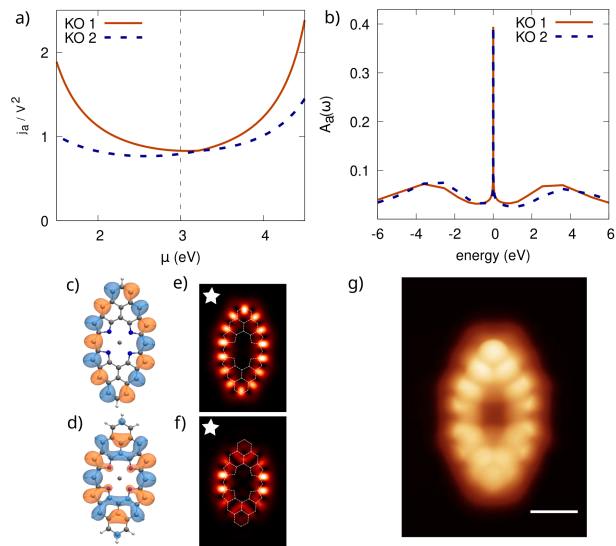 a)
KO 1
KO 2
j_a / V^2
2
1
0
2
3
4
μ (eV)
b)
KO 1
KO 2
A_a(ω)
0.4
0.3
0.2
0.1
-6
-4
-2
0
2
4
6
energy (eV)
c)
e)
g)
d)
f)